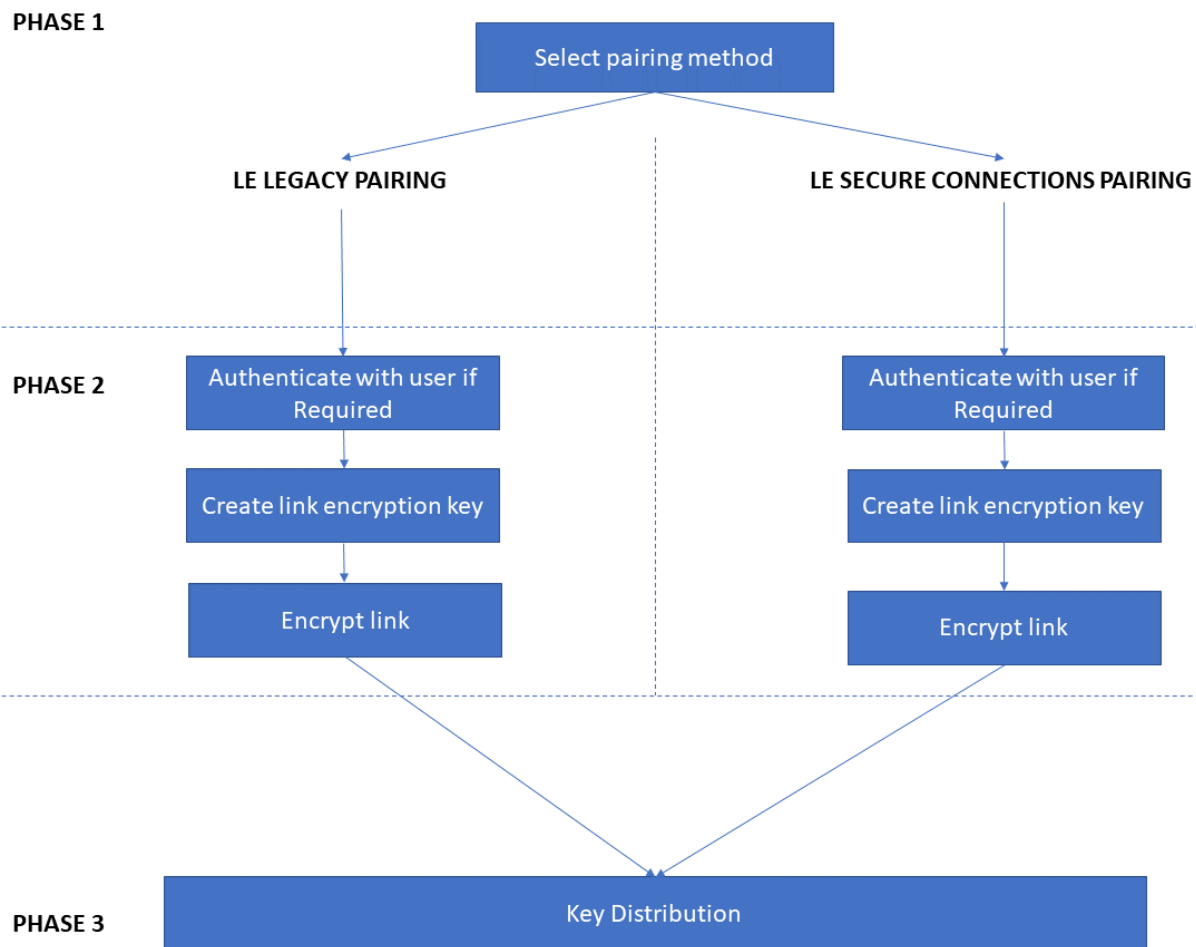 PHASE 1
Select pairing method
LE LEGACY PAIRING
LE SECURE CONNECTIONS PAIRING
PHASE 2
Authenticate with user if
Required
Authenticate with user if
Required
Create link encryption key
Create link encryption key
Encrypt link
Encrypt link
Key Distribution
PHASE 3